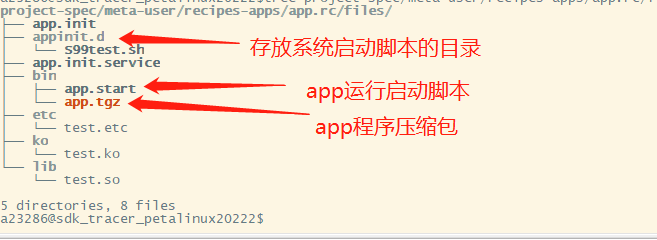 project-spec/meta-user/recipes-apps/app.rc/files/
├── app.init
├── appinit.d
│   └── s99test.sh
├── app.init.service
├── bin
│   ├── app.start
│   └── app.tgz
├── etc
│   └── test.etc
├── ko
│   └── test.ko
└── lib
    └── test.so
5 directories, 8 files
a23286@sdk_tracer_petalinux20222:~$
存放系统启动脚本的目录
app运行启动脚本
app程序压缩包